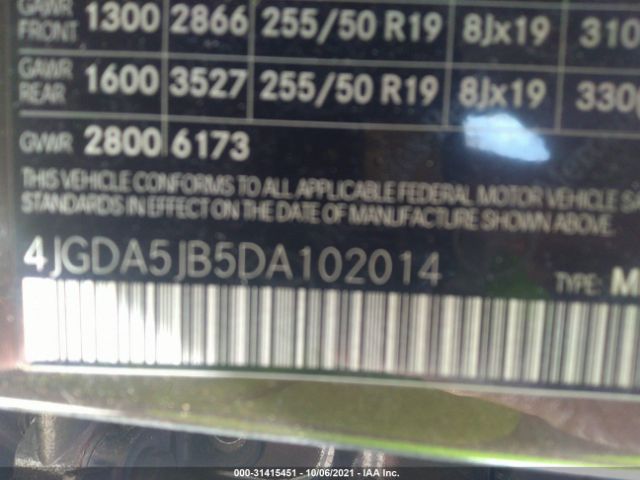 GAWR FRONT 1300 2866 255/50 R19 8Jx19 310
GAWR REAR 1600 3527 255/50 R19 8Jx19 330
GVWR 2800 6173
THIS VEHICLE CONFORMS TO ALL APPLICABLE FEDERAL MOTOR VEHICLE S
STANDARDS IN EFFECT ON THE DATE OF MANUFACTURE SHOWN ABOVE.
4JGDA5JB5DA102014 TYPE: M
000-31415451 - 10/06/2021 - IAA Inc.